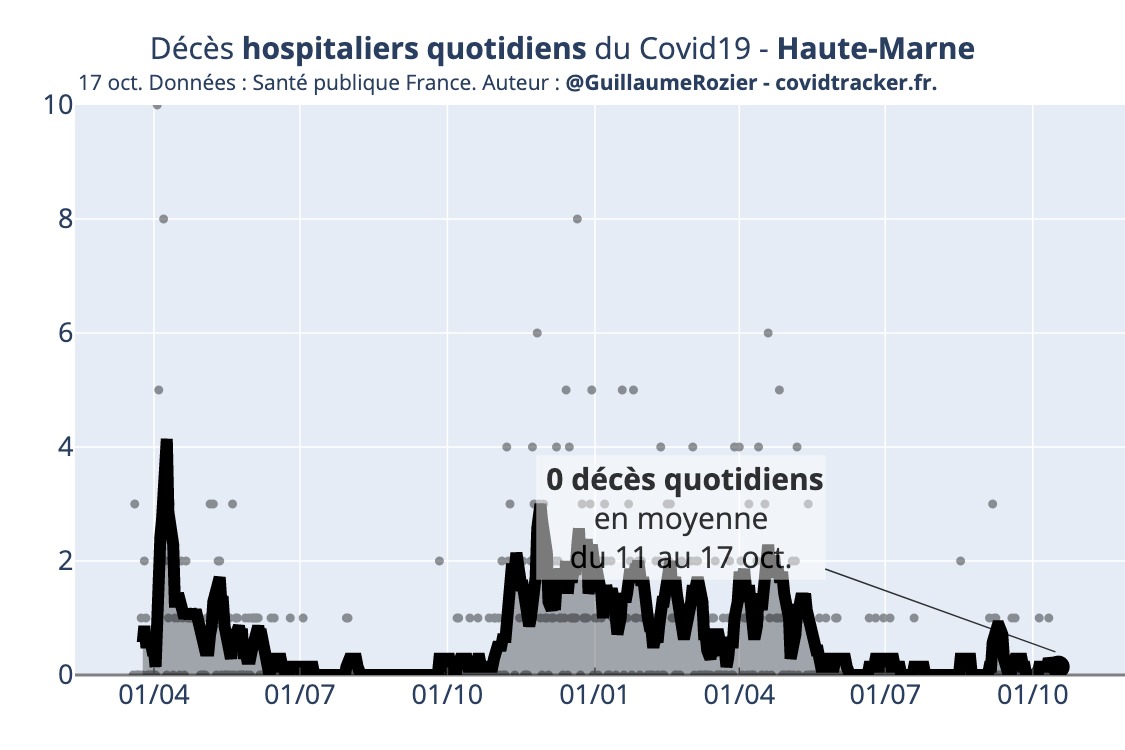 Décès hospitaliers quotidiens du Covid19 - Haute-Marne
17 oct. Données : Santé publique France. Auteur : @GuillaumeRozier - covidtracker.fr.
10
8
6
4
2
0
0 décès quotidiens
en moyenne
du 11 au 17 oct.
01/04 01/07 01/10 01/01 01/04 01/07 01/10